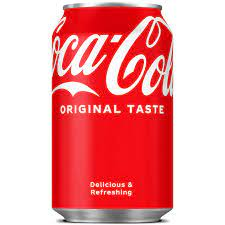 Coca-Cola
ORIGINAL TASTE
Delicious &
Refreshing